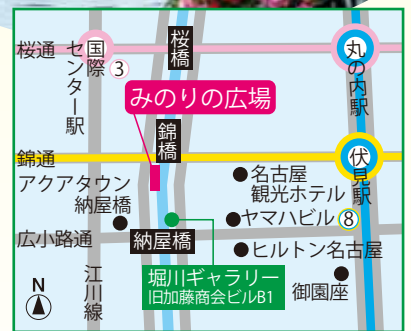 桜通
国際センター駅
③
桜橋
丸の内駅
みのりの広場
錦橋
錦通
伏見駅
アクアタウン
納屋橋
名古屋
観光ホテル
ヤマハビル
⑧
広小路通
納屋橋
ヒルトン名古屋
堀川ギャラリー
旧加藤商会ビルB1
御園座
江川線
N